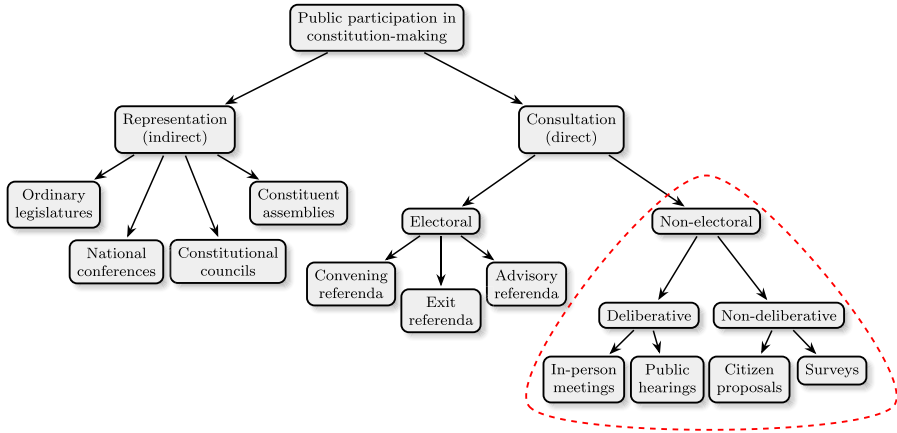 Public participation in
constitution-making
Representation
(indirect)
Consultation
(direct)
Ordinary
legislatures
Constituent
assemblies
National
conferences
Constitutional
councils
Electoral
Non-electoral
Convening
referenda
Advisory
referenda
Exit
referenda
Deliberative
Non-deliberative
In-person
meetings
Public
hearings
Citizen
proposals
Surveys